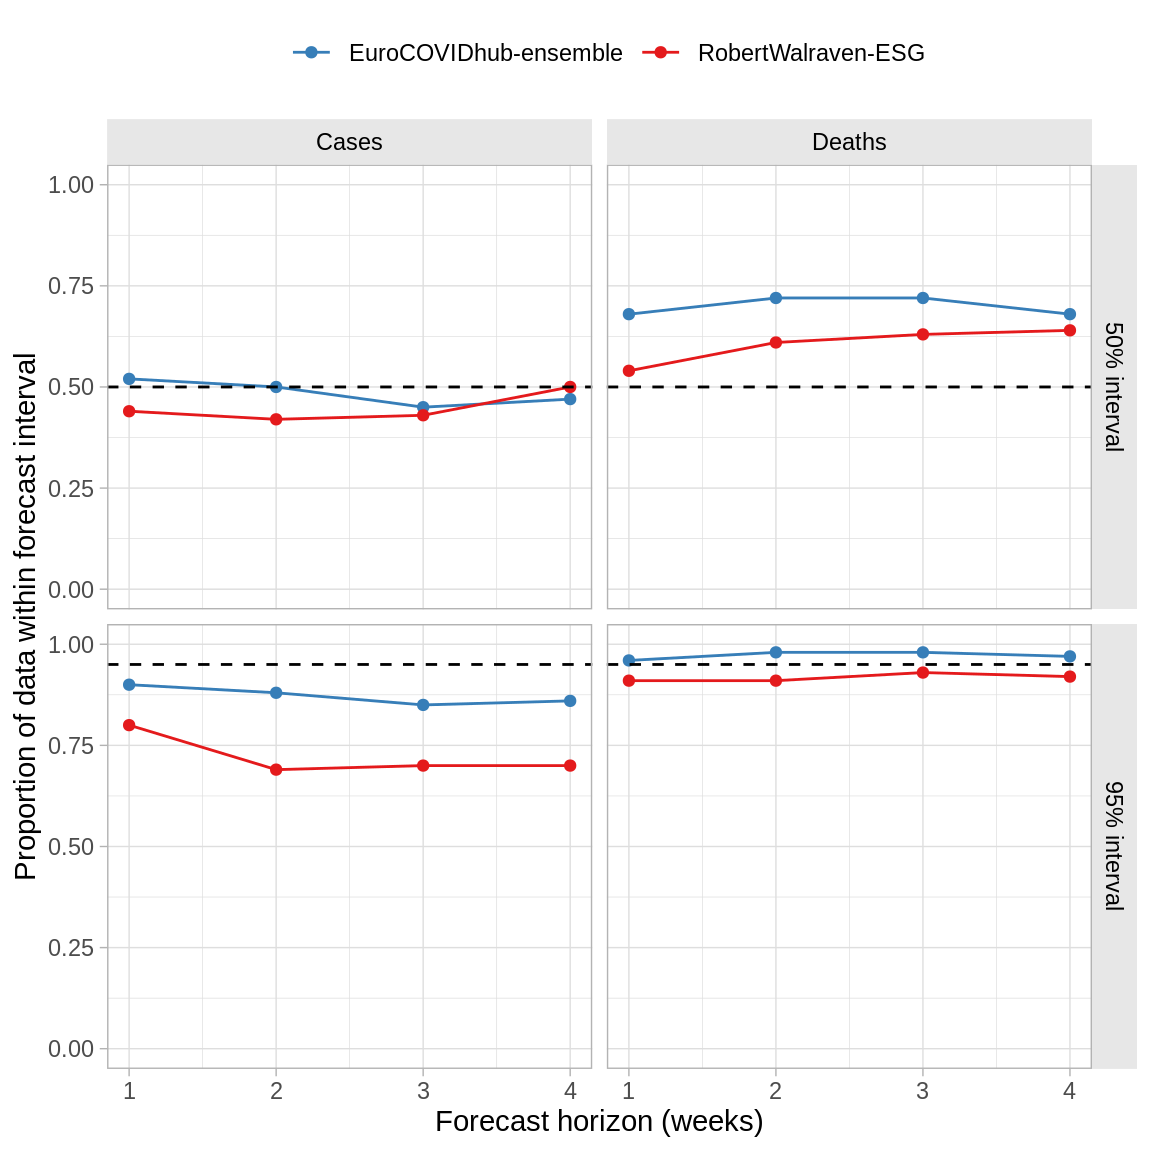 EuroCOVIDhub-ensemble RobertWalraven-ESG
Cases Deaths
1.00
0.75
0.50
0.25
0.00
50% interval
1.00
0.75
0.50
0.25
0.00
95% interval
Proportion of data within forecast interval
1 2 3 4 1 2 3 4
Forecast horizon (weeks)